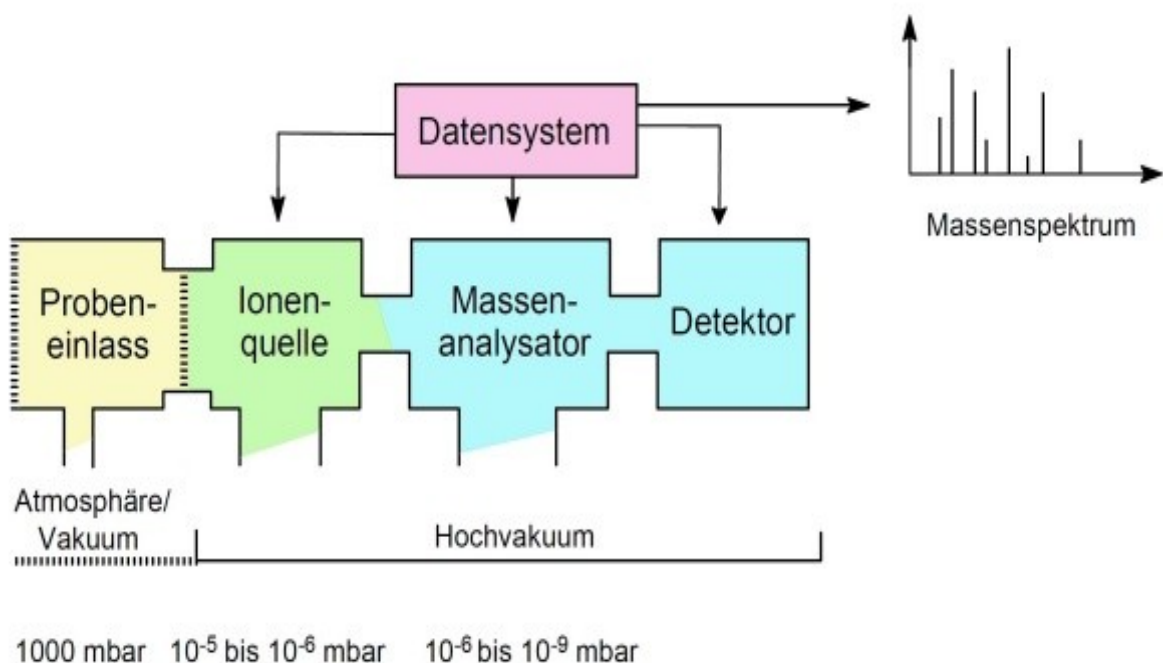 Datensystem
Massenspektrum
Proben-
einlass
Ionen-
quelle
Massen-
analysator
Detektor
Atmosphäre/
Vakuum
Hochvakuum
1000 mbar 10⁻⁵ bis 10⁻⁶ mbar 10⁻⁶ bis 10⁻⁹ mbar